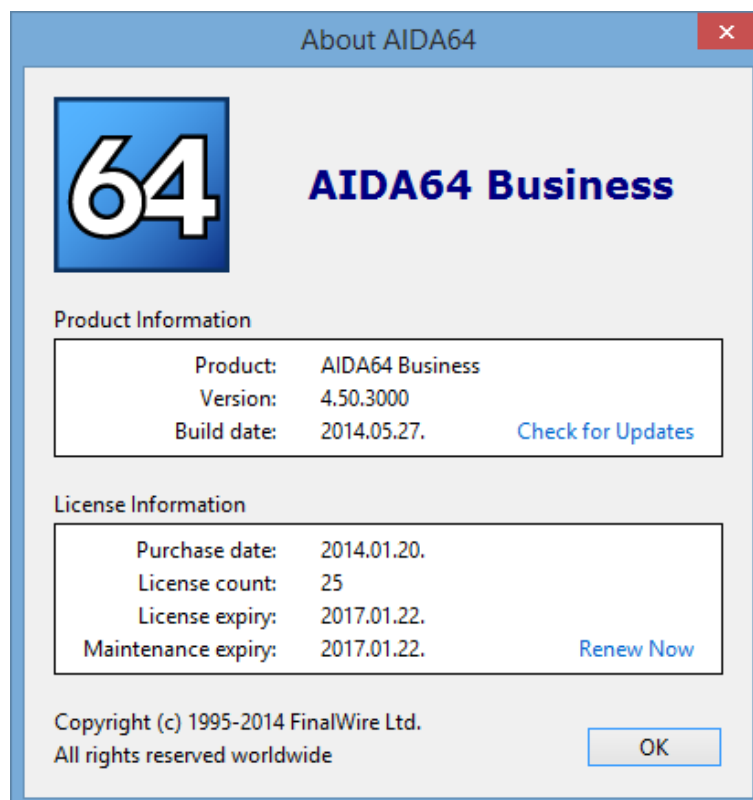 About AIDA64
64
AIDA64 Business
Product Information
Product: AIDA64 Business
Version: 4.50.3000
Build date: 2014.05.27. Check for Updates
License Information
Purchase date: 2014.01.20.
License count: 25
License expiry: 2017.01.22.
Maintenance expiry: 2017.01.22. Renew Now
Copyright (c) 1995-2014 FinalWire Ltd.
All rights reserved worldwide
OK